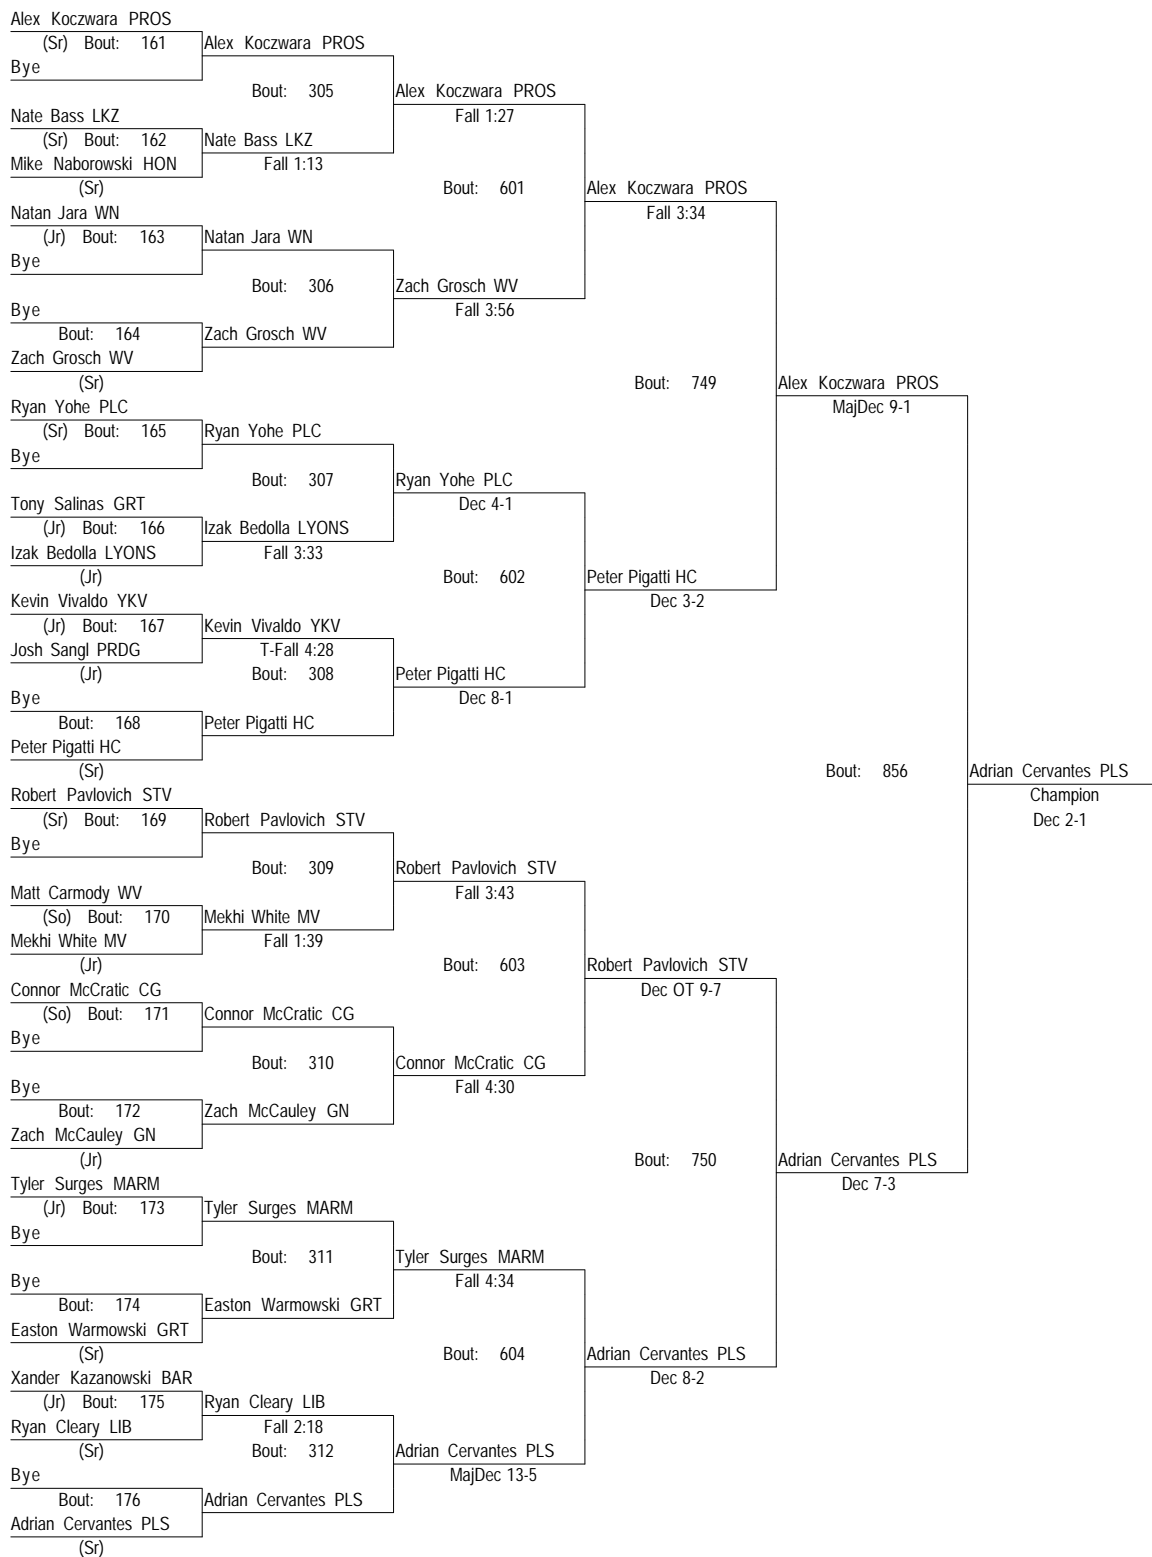 Alex Koczwara PROS
(Sr) Bout: 161 Alex Koczwara PROS
Bye
Bout: 305 Alex Koczwara PROS
Nate Bass LKZ Fall 1:27
(Sr) Bout: 162 Nate Bass LKZ
Mike Naborowski HON Fall 1:13
(Sr) Bout: 601 Alex Koczwara PROS
Natan Jara WN Fall 3:34
(Jr) Bout: 163 Natan Jara WN
Bye
Bout: 306 Zach Grosch WV
Bye Fall 3:56
Bout: 164 Zach Grosch WV
Zach Grosch WV
(Sr) Bout: 749 Alex Koczwara PROS
Ryan Yohe PLC MajDec 9-1
(Sr) Bout: 165 Ryan Yohe PLC
Bye
Bout: 307 Ryan Yohe PLC
Tony Salinas GRT Dec 4-1
(Jr) Bout: 166 Izak Bedolla LYONS
Izak Bedolla LYONS Fall 3:33
(Jr) Bout: 602 Peter Pigatti HC
Kevin Vivaldo YKV Dec 3-2
(Jr) Bout: 167 Kevin Vivaldo YKV
Josh Sangl PRDG T-Fall 4:28
(Jr) Bout: 308 Peter Pigatti HC
Bye Dec 8-1
Bout: 168 Peter Pigatti HC
Peter Pigatti HC
(Sr) Bout: 856 Adrian Cervantes PLS
Robert Pavlovich STV Champion
(Sr) Bout: 169 Robert Pavlovich STV Dec 2-1
Bye
Bout: 309 Robert Pavlovich STV
Matt Carmody WV Fall 3:43
(So) Bout: 170 Mekhi White MV
Mekhi White MV Fall 1:39
(Jr) Bout: 603 Robert Pavlovich STV
Connor McCratic CG Dec OT 9-7
(So) Bout: 171 Connor McCratic CG
Bye
Bout: 310 Connor McCratic CG
Bye Fall 4:30
Bout: 172 Zach McCauley GN
Zach McCauley GN
(Jr) Bout: 750 Adrian Cervantes PLS
Tyler Surges MARM Dec 7-3
(Jr) Bout: 173 Tyler Surges MARM
Bye
Bout: 311 Tyler Surges MARM
Bye Fall 4:34
Bout: 174 Easton Warmowski GRT
Easton Warmowski GRT
(Sr) Bout: 604 Adrian Cervantes PLS
Xander Kazanowski BAR Dec 8-2
(Jr) Bout: 175 Ryan Cleary LIB
Ryan Cleary LIB Fall 2:18
(Sr) Bout: 312 Adrian Cervantes PLS
Bye MajDec 13-5
Bout: 176 Adrian Cervantes PLS
Adrian Cervantes PLS
(Sr)